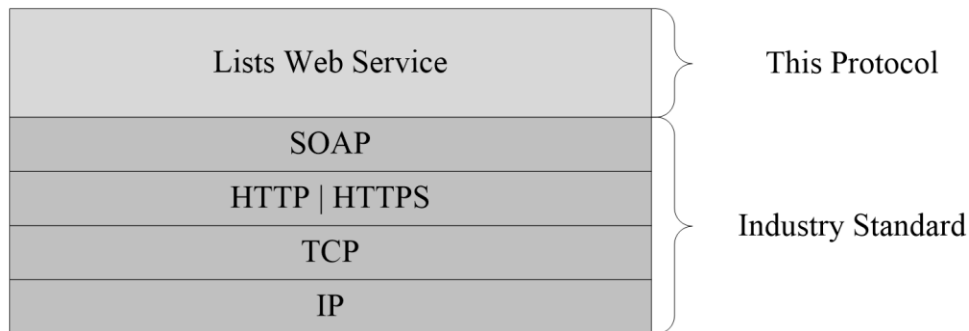 Lists Web Service
This Protocol
SOAP
HTTP | HTTPS
TCP
IP
Industry Standard